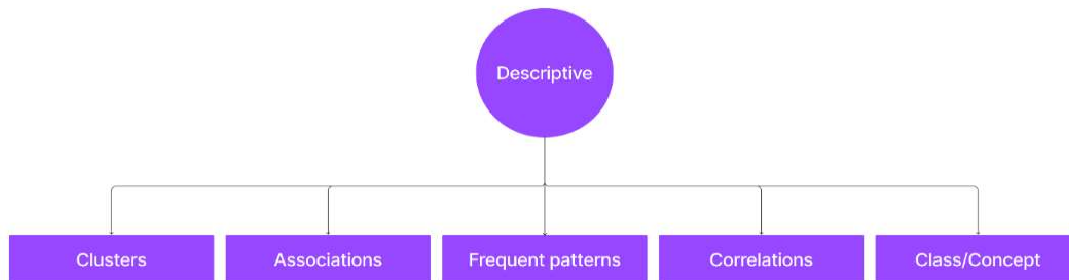 Descriptive
Clusters
Associations
Frequent patterns
Correlations
Class/Concept